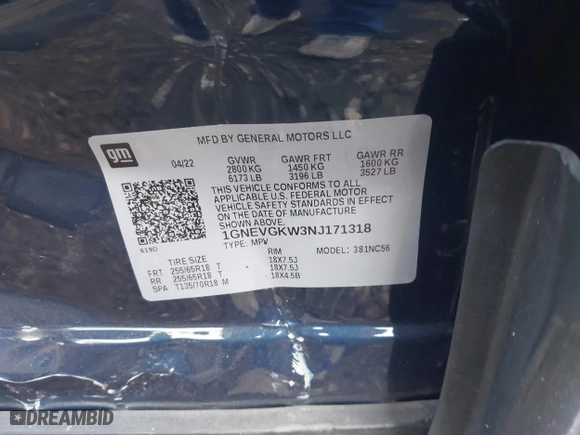 MFD BY GENERAL MOTORS LLC
gm
04/22
GVWR GAWR FRT GAWR RR
2800 KG 1450 KG 1600 KG
6173 LB 3196 LB 3527 LB
THIS VEHICLE CONFORMS TO ALL
APPLICABLE U.S. FEDERAL MOTOR
VEHICLE SAFETY STANDARDS IN EFFECT
ON THE DATE OF MANUFACTURE
SHOWN ABOVE.
1GNEVGKW3NJ171318
619D
TYPE: MPV MODEL: 381NC56
TIRE SIZE RIM
FRT 255/65R18 T 18X7.5J
RR 255/65R18 T 18X7.5J
SPA T135/70R18 M 18X4.5B
DREAMBID